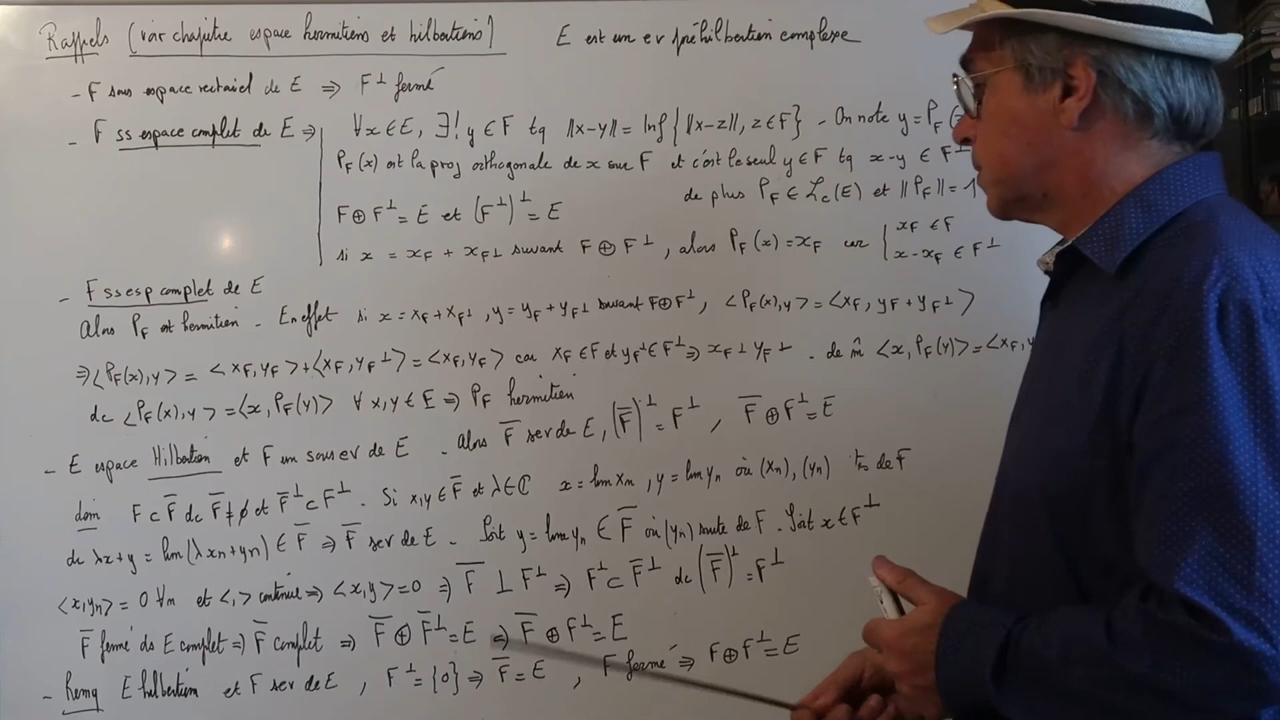 Rappels (voir chapitre espace hermitiens et hilbertiens) E est un ev préhilbertien complexe
- F sous espace vectoriel de E ⇒ F⊥ fermé
- F ss espace complet de E ⇒ ∀x∈E, ∃! y∈F tq ||x-y|| = Inf{||x-z||, z∈F} - On note y = P_F(
P_F(x) est la proj orthogonale de x sur F et c'est le seul y∈F tq x-y ∈ F⊥
de plus P_F ∈ L_c(E) et ||P_F|| = 1
F⊕F⊥ = E et (F⊥)⊥ = E
si x = x_F + x_F⊥ suivant F⊕F⊥, alors P_F(x) = x_F car { x_F ∈F
x-x_F ∈ F⊥
- F ss esp complet de E
Alors P_F est hermitien - En effet si x = x_F + x_F⊥, y = y_F + y_F⊥ suivant F⊕F⊥, <P_F(x),y> = <x_F, y_F + y_F⊥>
⇒ <P_F(x),y> = <x_F,y_F> + <x_F,y_F⊥> = <x_F,y_F> car x_F∈F et y_F⊥∈F⊥ ⇒ x_F ⊥ y_F⊥ - de m̂ <x,P_F(y)> = <x_F,y
dc <P_F(x),y> = <x,P_F(y)> ∀x,y∈E ⇒ P_F hermitien
- E espace Hilbertien et F un sous ev de E - Alors F̅ sev de E, (F̅)⊥ = F⊥, F̅⊕F⊥ = E
dem F⊂F̅ dc F̅≠∅ et F̅⊥⊂F⊥. Si x,y∈F̅ et λ∈ℂ x = lim x_n, y = lim y_n où (x_n), (y_n) stes de F
dc λx+y = lim(λx_n+y_n) ∈ F̅ ⇒ F̅ sev de E - Soit y = lim y_n ∈ F̅ où (y_n) suite de F. Soit x∈F⊥
<x,y_n> = 0 ∀n et <,> continue ⇒ <x,y> = 0 ⇒ F̅ ⊥ F⊥ ⇒ F⊥⊂F̅⊥ dc (F̅)⊥ = F⊥
F̅ fermé ds E complet ⇒ F̅ complet ⇒ F̅⊕F̅⊥ = E ⇒ F̅⊕F⊥ = E
- Remq E hilbertien et F sev de E, F⊥ = {0} ⇒ F̅ = E, F fermé ⇒ F⊕F⊥ = E